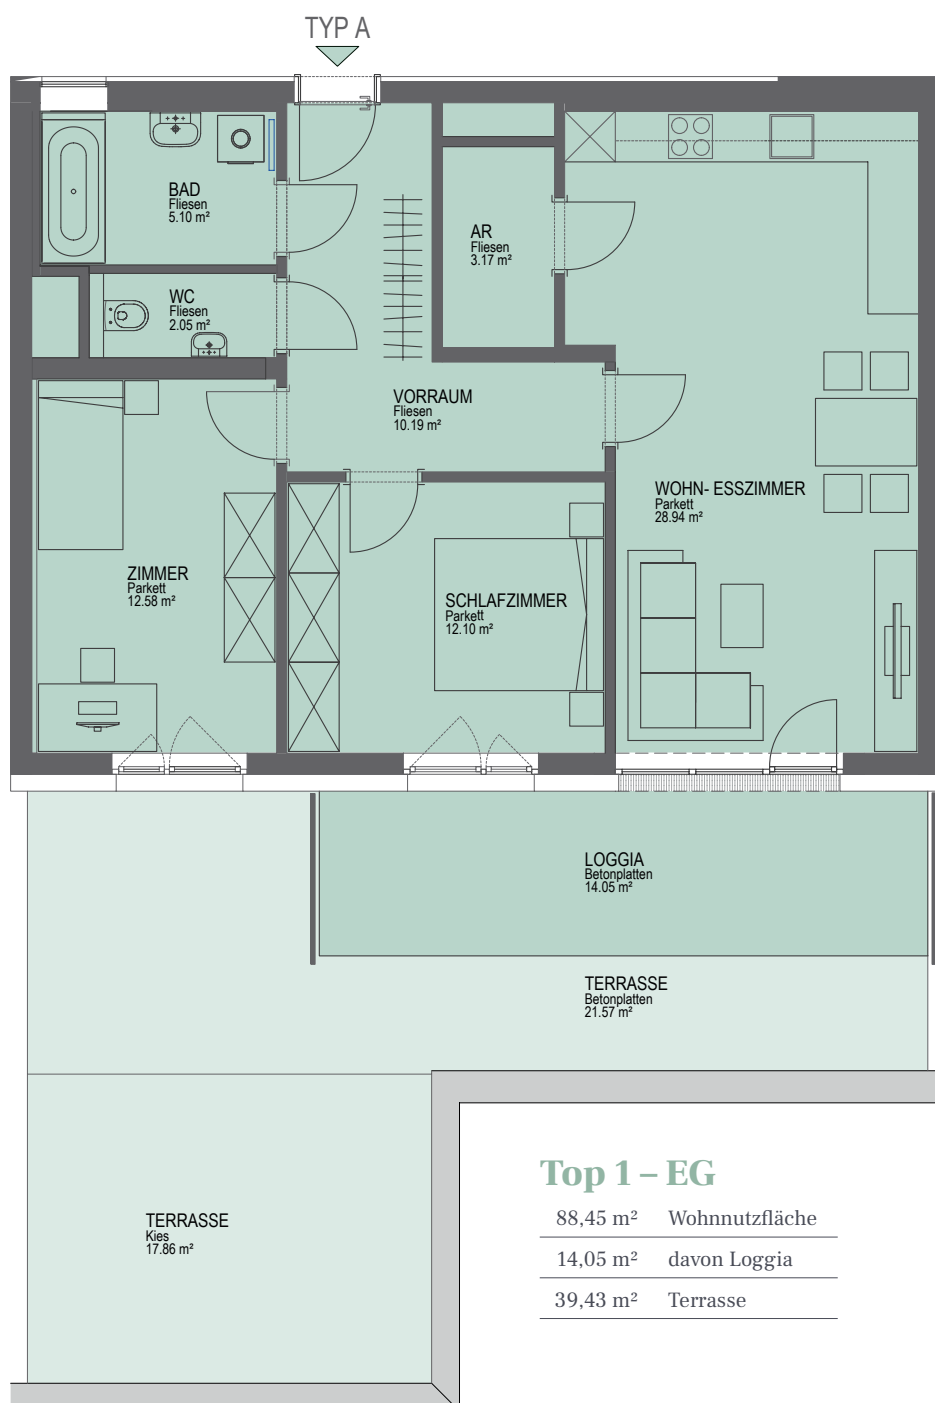 TYP A
BAD
Fliesen
5.10 m²
AR
Fliesen
3.17 m²
WC
Fliesen
2.05 m²
VORRAUM
Fliesen
10.19 m²
WOHN- ESSZIMMER
Parkett
28.94 m²
ZIMMER
Parkett
12.58 m²
SCHLAFZIMMER
Parkett
12.10 m²
LOGGIA
Betonplatten
14.05 m²
TERRASSE
Betonplatten
21.57 m²
TERRASSE
Kies
17.86 m²
Top 1 – EG
88,45 m² Wohnnutzfläche
14,05 m² davon Loggia
39,43 m² Terrasse